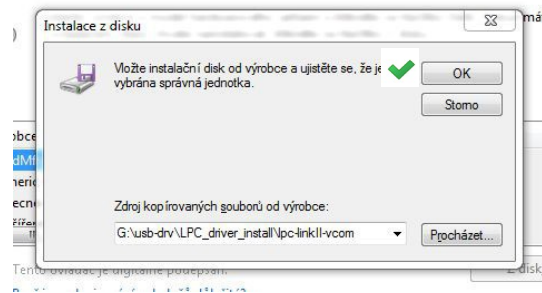 Instalace z disku
Vložte instalační disk od výrobce a ujistěte se, že je
vybrána správná jednotka.
OK
Storno
Zdroj kopírovaných souborů od výrobce:
G:\usb-drv\LPC_driver_install\lpc-linkII-vcom
Procházet...
Tento ovladač je digitálně podepsán.